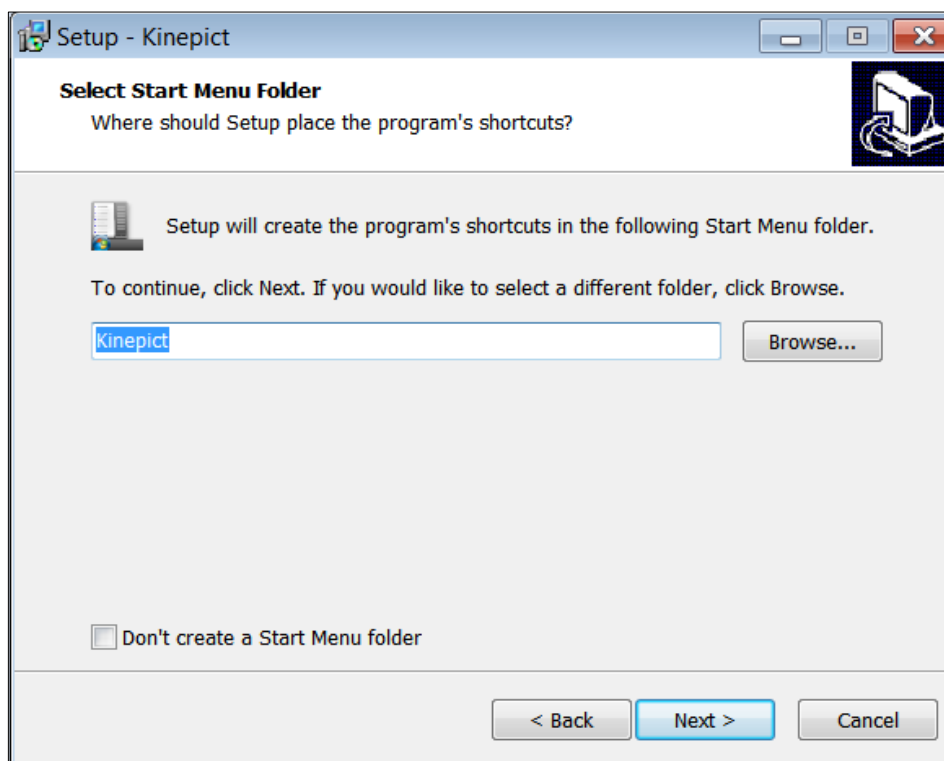 Setup - Kinepict
Select Start Menu Folder
Where should Setup place the program's shortcuts?
Setup will create the program's shortcuts in the following Start Menu folder.
To continue, click Next. If you would like to select a different folder, click Browse.
Kinepict
Browse...
Don't create a Start Menu folder
< Back
Next >
Cancel